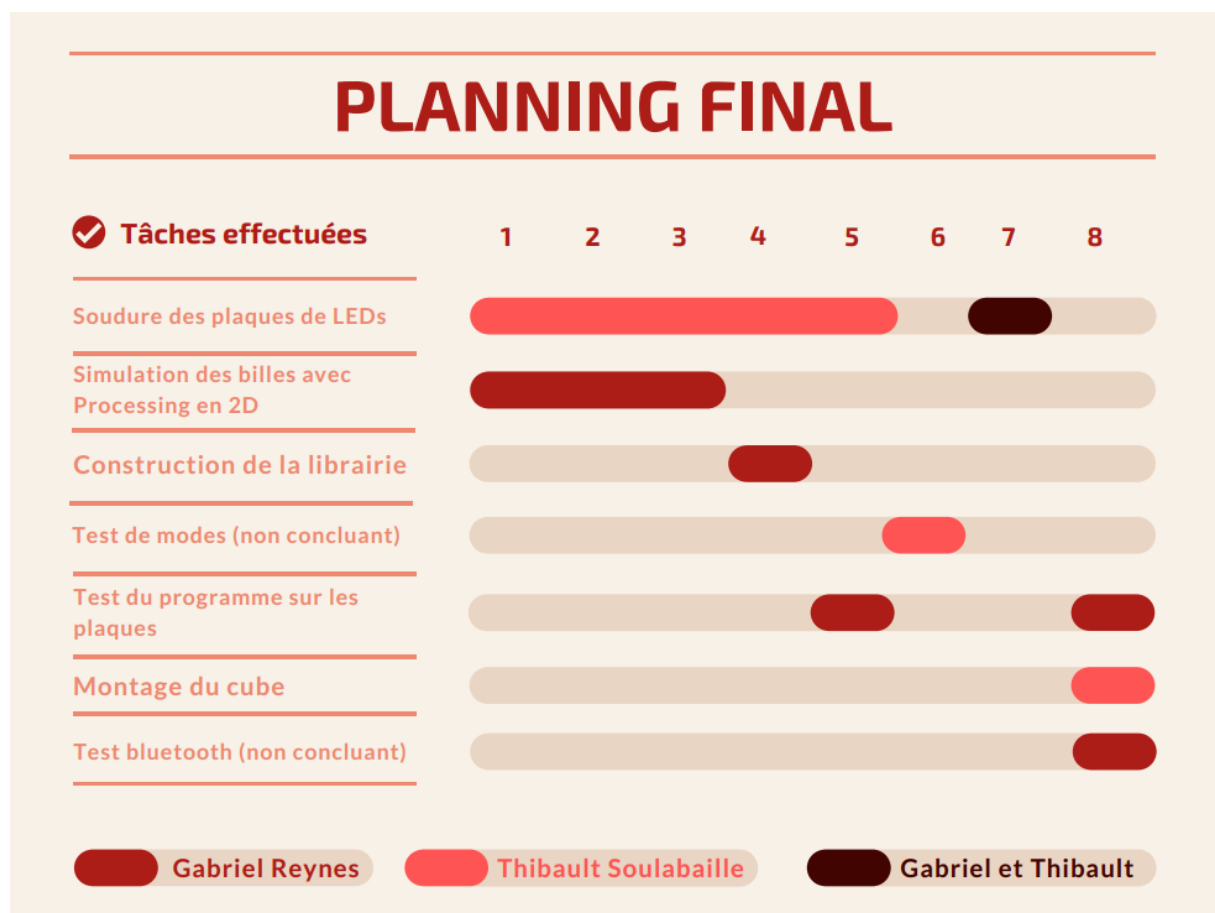 PLANNING FINAL
Tâches effectuées 1 2 3 4 5 6 7 8
Soudure des plaques de LEDs
Simulation des billes avec
Processing en 2D
Construction de la librairie
Test de modes (non concluant)
Test du programme sur les
plaques
Montage du cube
Test bluetooth (non concluant)
Gabriel Reynes Thibault Soulabaille Gabriel et Thibault